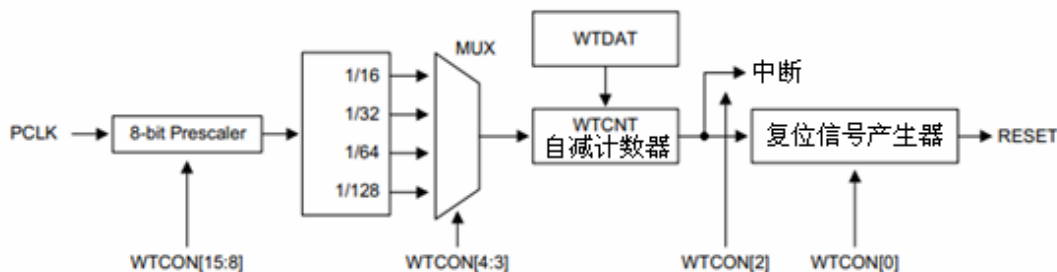 MUX
WTDAT
1/16
1/32
1/64
1/128
PCLK
8-bit Prescaler
WTCNT
自减计数器
中断
复位信号产生器
RESET
WTCON[15:8]
WTCON[4:3]
WTCON[2]
WTCON[0]